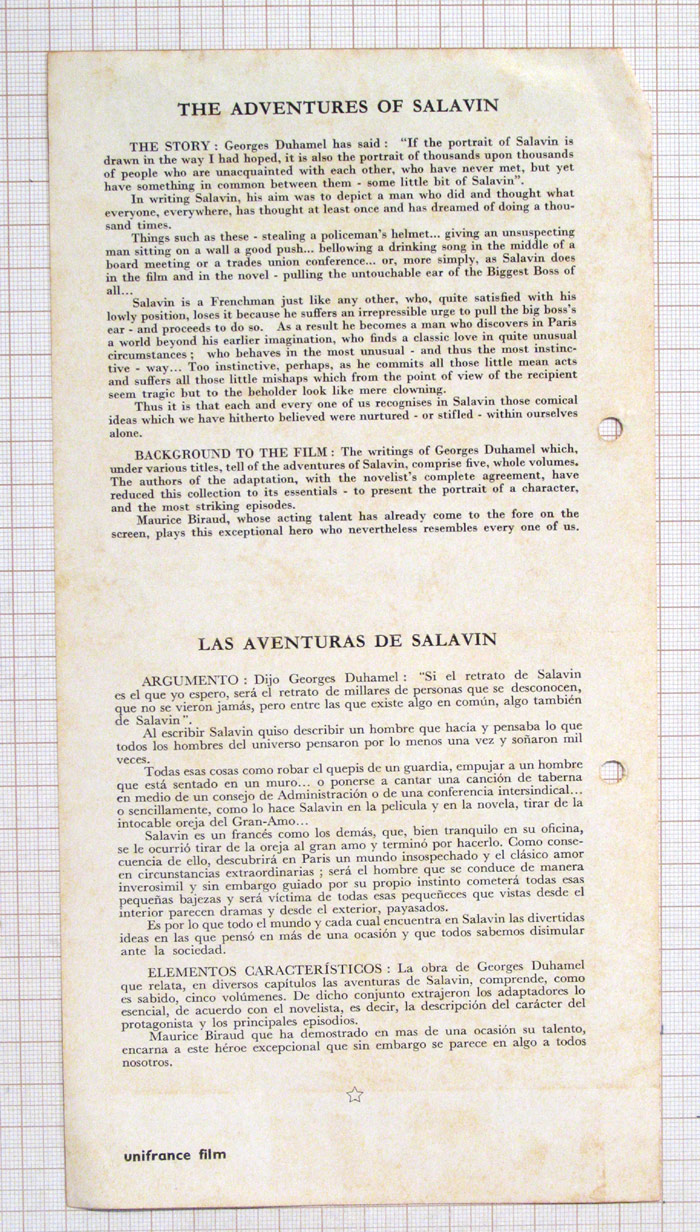 THE ADVENTURES OF SALAVIN
THE STORY : Georges Duhamel has said : "If the portrait of Salavin is
drawn in the way I had hoped, it is also the portrait of thousands upon thousands
of people who are unacquainted with each other, who have never met, but yet
have something in common between them - some little bit of Salavin".
In writing Salavin, his aim was to depict a man who did and thought what
everyone, everywhere, has thought at least once and has dreamed of doing a thou-
sand times.
Things such as these - stealing a policeman's helmet... giving an unsuspecting
man sitting on a wall a good push... bellowing a drinking song in the middle of a
board meeting or a trades union conference... or, more simply, as Salavin does
in the film and in the novel - pulling the untouchable ear of the Biggest Boss of
all...
Salavin is a Frenchman just like any other, who, quite satisfied with his
lowly position, loses it because he suffers an irrepressible urge to pull the big boss's
ear - and proceeds to do so. As a result he becomes a man who discovers in Paris
a world beyond his earlier imagination, who finds a classic love in quite unusual
circumstances ; who behaves in the most unusual - and thus the most instinc-
tive - way... Too instinctive, perhaps, as he commits all those little mean acts
and suffers all those little mishaps which from the point of view of the recipient
seem tragic but to the beholder look like mere clowning.
Thus it is that each and every one of us recognises in Salavin those comical
ideas which we have hitherto believed were nurtured - or stifled - within ourselves
alone.
BACKGROUND TO THE FILM : The writings of Georges Duhamel which,
under various titles, tell of the adventures of Salavin, comprise five, whole volumes.
The authors of the adaptation, with the novelist's complete agreement, have
reduced this collection to its essentials - to present the portrait of a character,
and the most striking episodes.
Maurice Biraud, whose acting talent has already come to the fore on the
screen, plays this exceptional hero who nevertheless resembles every one of us.
LAS AVENTURAS DE SALAVIN
ARGUMENTO : Dijo Georges Duhamel : "Si el retrato de Salavin
es el que yo espero, será el retrato de millares de personas que se desconocen,
que no se vieron jamás, pero entre las que existe algo en común, algo también
de Salavin".
Al escribir Salavin quiso describir un hombre que hacía y pensaba lo que
todos los hombres del universo pensaron por lo menos una vez y soñaron mil
veces.
Todas esas cosas como robar el quepis de un guardia, empujar a un hombre
que está sentado en un muro... o ponerse a cantar una canción de taberna
en medio de un consejo de Administración o de una conferencia intersindical...
o sencillamente, como lo hace Salavin en la pelicula y en la novela, tirar de la
intocable oreja del Gran-Amo...
Salavin es un francés como los demás, que, bien tranquilo en su oficina,
se le ocurrió tirar de la oreja al gran amo y terminó por hacerlo. Como conse-
cuencia de ello, descubrirá en Paris un mundo insospechado y el clásico amor
en circunstancias extraordinarias ; será el hombre que se conduce de manera
inverosimil y sin embargo guiado por su propio instinto cometerá todas esas
pequeñas bajezas y será víctima de todas esas pequeñeces que vistas desde el
interior parecen dramas y desde el exterior, payasados.
Es por lo que todo el mundo y cada cual encuentra en Salavin las divertidas
ideas en las que pensó en más de una ocasión y que todos sabemos disimular
ante la sociedad.
ELEMENTOS CARACTERÍSTICOS : La obra de Georges Duhamel
que relata, en diversos capítulos las aventuras de Salavin, comprende, como
es sabido, cinco volúmenes. De dicho conjunto extrajeron los adaptadores lo
esencial, de acuerdo con el novelista, es decir, la descripción del carácter del
protagonista y los principales episodios.
Maurice Biraud que ha demostrado en mas de una ocasión su talento,
encarna a este héroe excepcional que sin embargo se parece en algo a todos
nosotros.
unifrance film